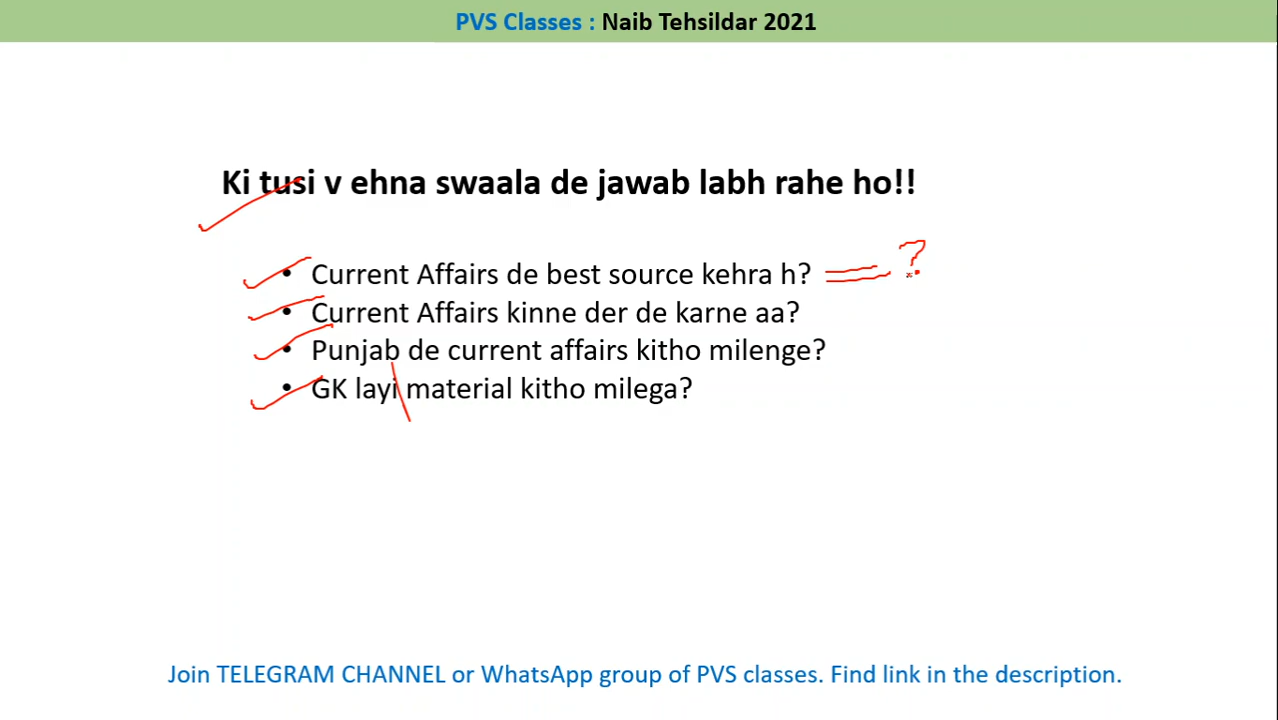 PVS Classes : Naib Tehsildar 2021
Ki tusi v ehna swaala de jawab labh rahe ho!!
• Current Affairs de best source kehra h? ?
• Current Affairs kinne der de karne aa?
• Punjab de current affairs kitho milenge?
• GK layi material kitho milega?
Join TELEGRAM CHANNEL or WhatsApp group of PVS classes. Find link in the description.